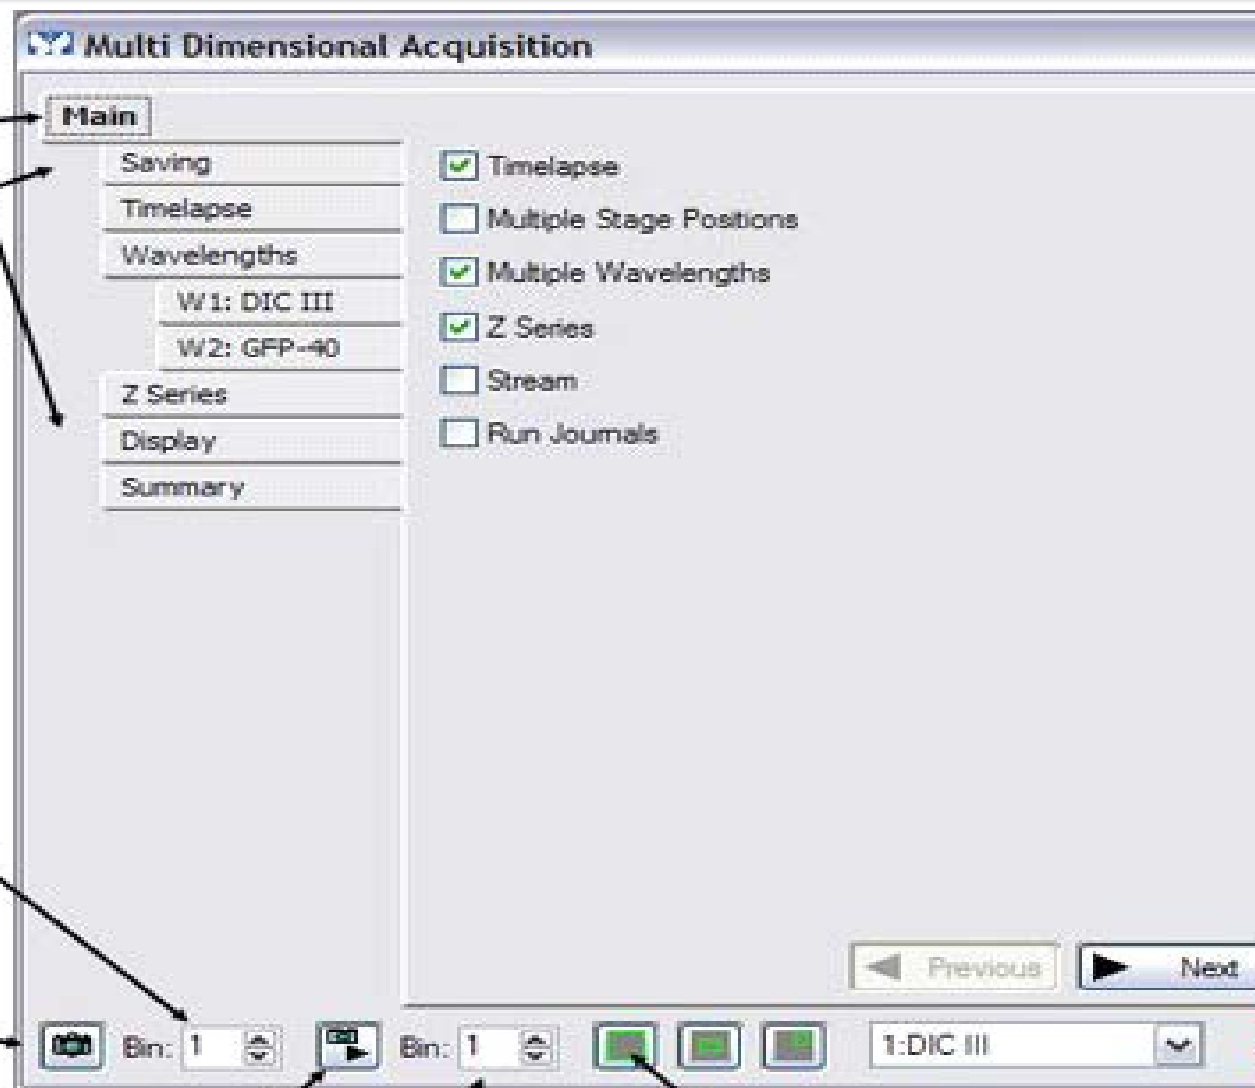 Multi Dimensional Acquisition
Main
Saving
Timelapse
Wavelengths
W1: DIC III
W2: GFP-40
Z Series
Display
Summary
Timelapse
Multiple Stage Positions
Multiple Wavelengths
Z Series
Stream
Run Journals
Previous
Next
Bin: 1
Bin: 1
1:DIC III